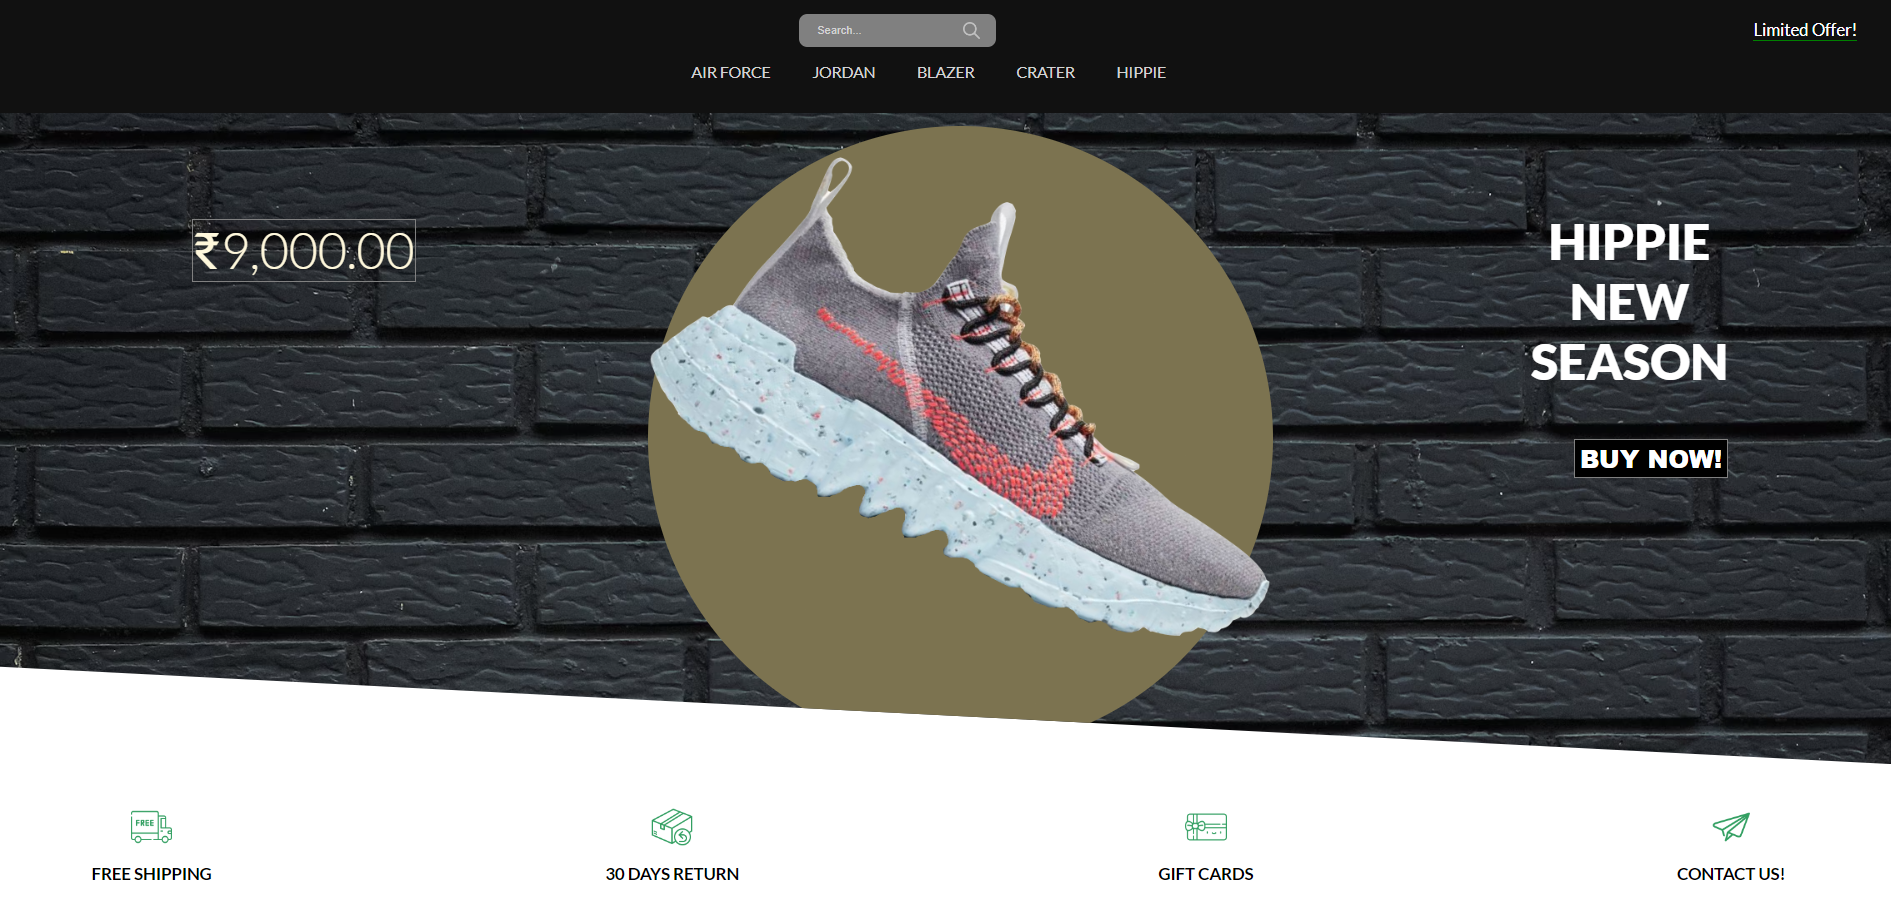 Search...
Limited Offer!
AIR FORCE JORDAN BLAZER CRATER HIPPIE
₹9,000.00
HIPPIE
NEW
SEASON
BUY NOW!
FREE
FREE SHIPPING
30 DAYS RETURN
GIFT CARDS
CONTACT US!